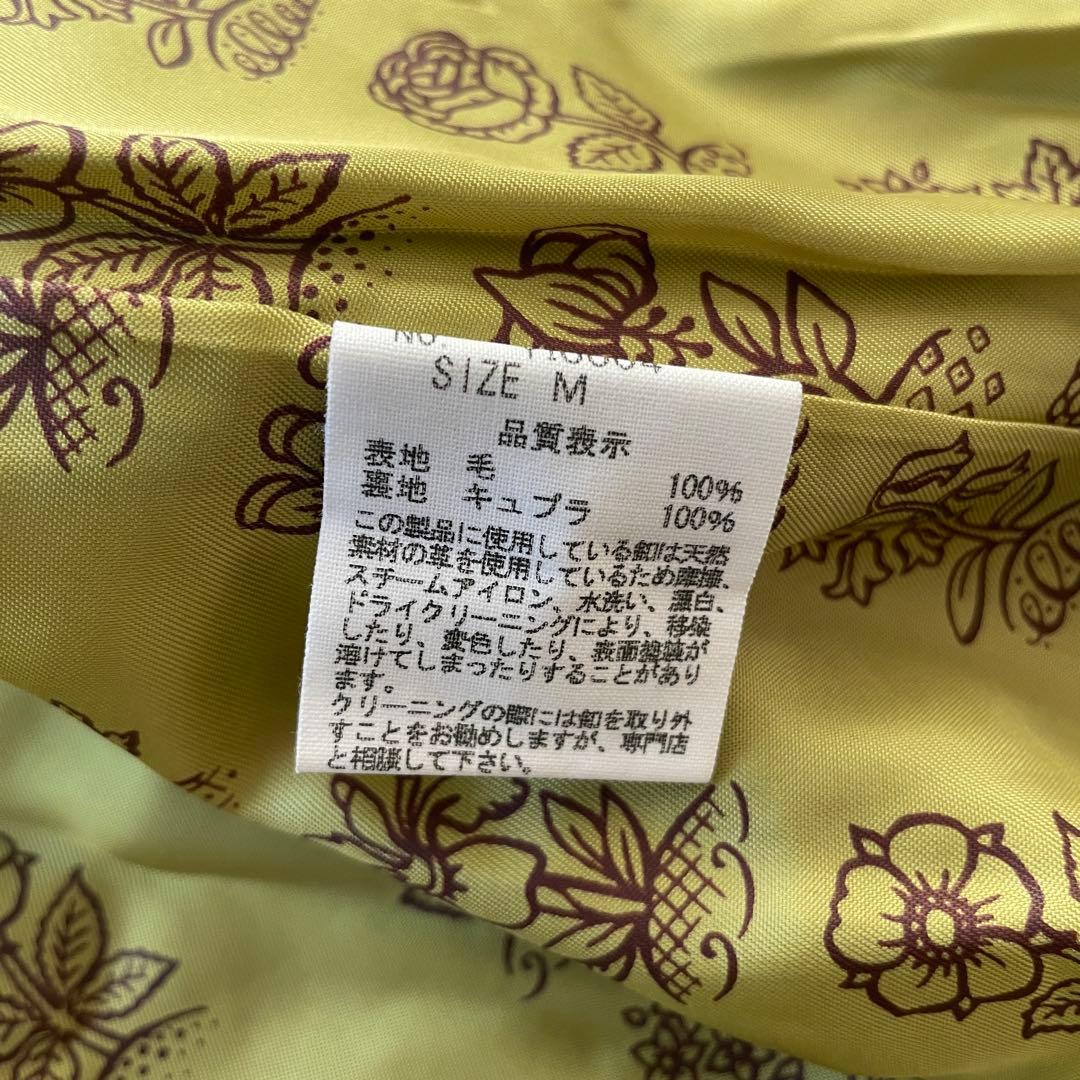 No
SIZE M
品質表示
表地 毛 100%
裏地 キュプラ 100%
この製品に使用している釦は天然
素材の革を使用しているため摩擦、
スチームアイロン、水洗い、漂白、
ドライクリーニングにより、移染
したり、変色したり、表面塗装が
溶けてしまったりすることがあり
ます。
クリーニングの際には釦を取り外
すことをお勧めしますが、専門店
と相談して下さい。